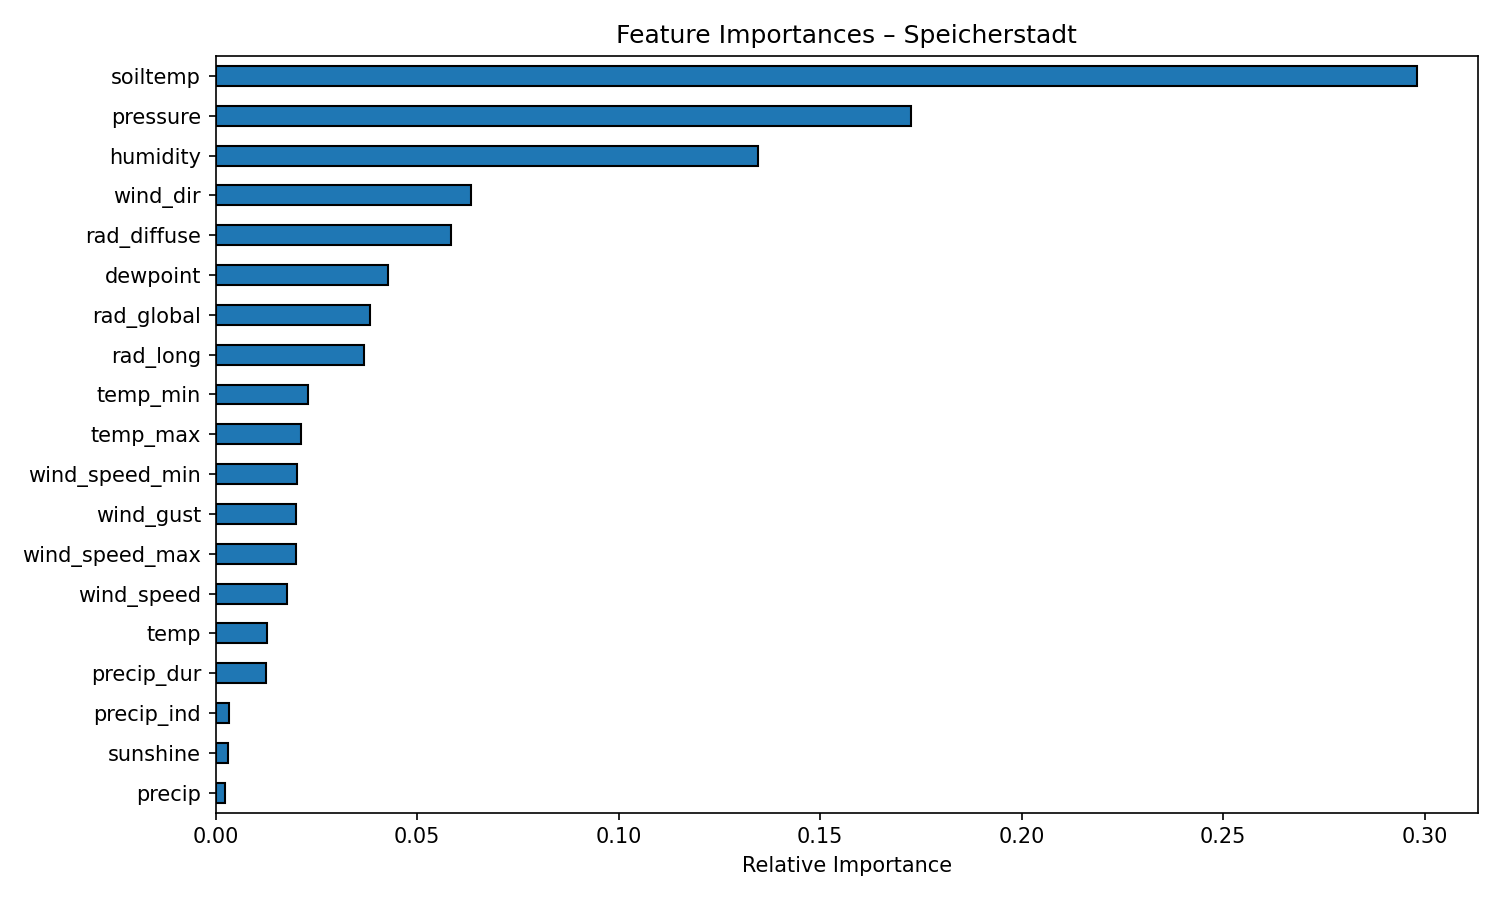 Feature Importances – Speicherstadt
soiltemp
pressure
humidity
wind_dir
rad_diffuse
dewpoint
rad_global
rad_long
temp_min
temp_max
wind_speed_min
wind_gust
wind_speed_max
wind_speed
temp
precip_dur
precip_ind
sunshine
precip
0.00 0.05 0.10 0.15 0.20 0.25 0.30
Relative Importance